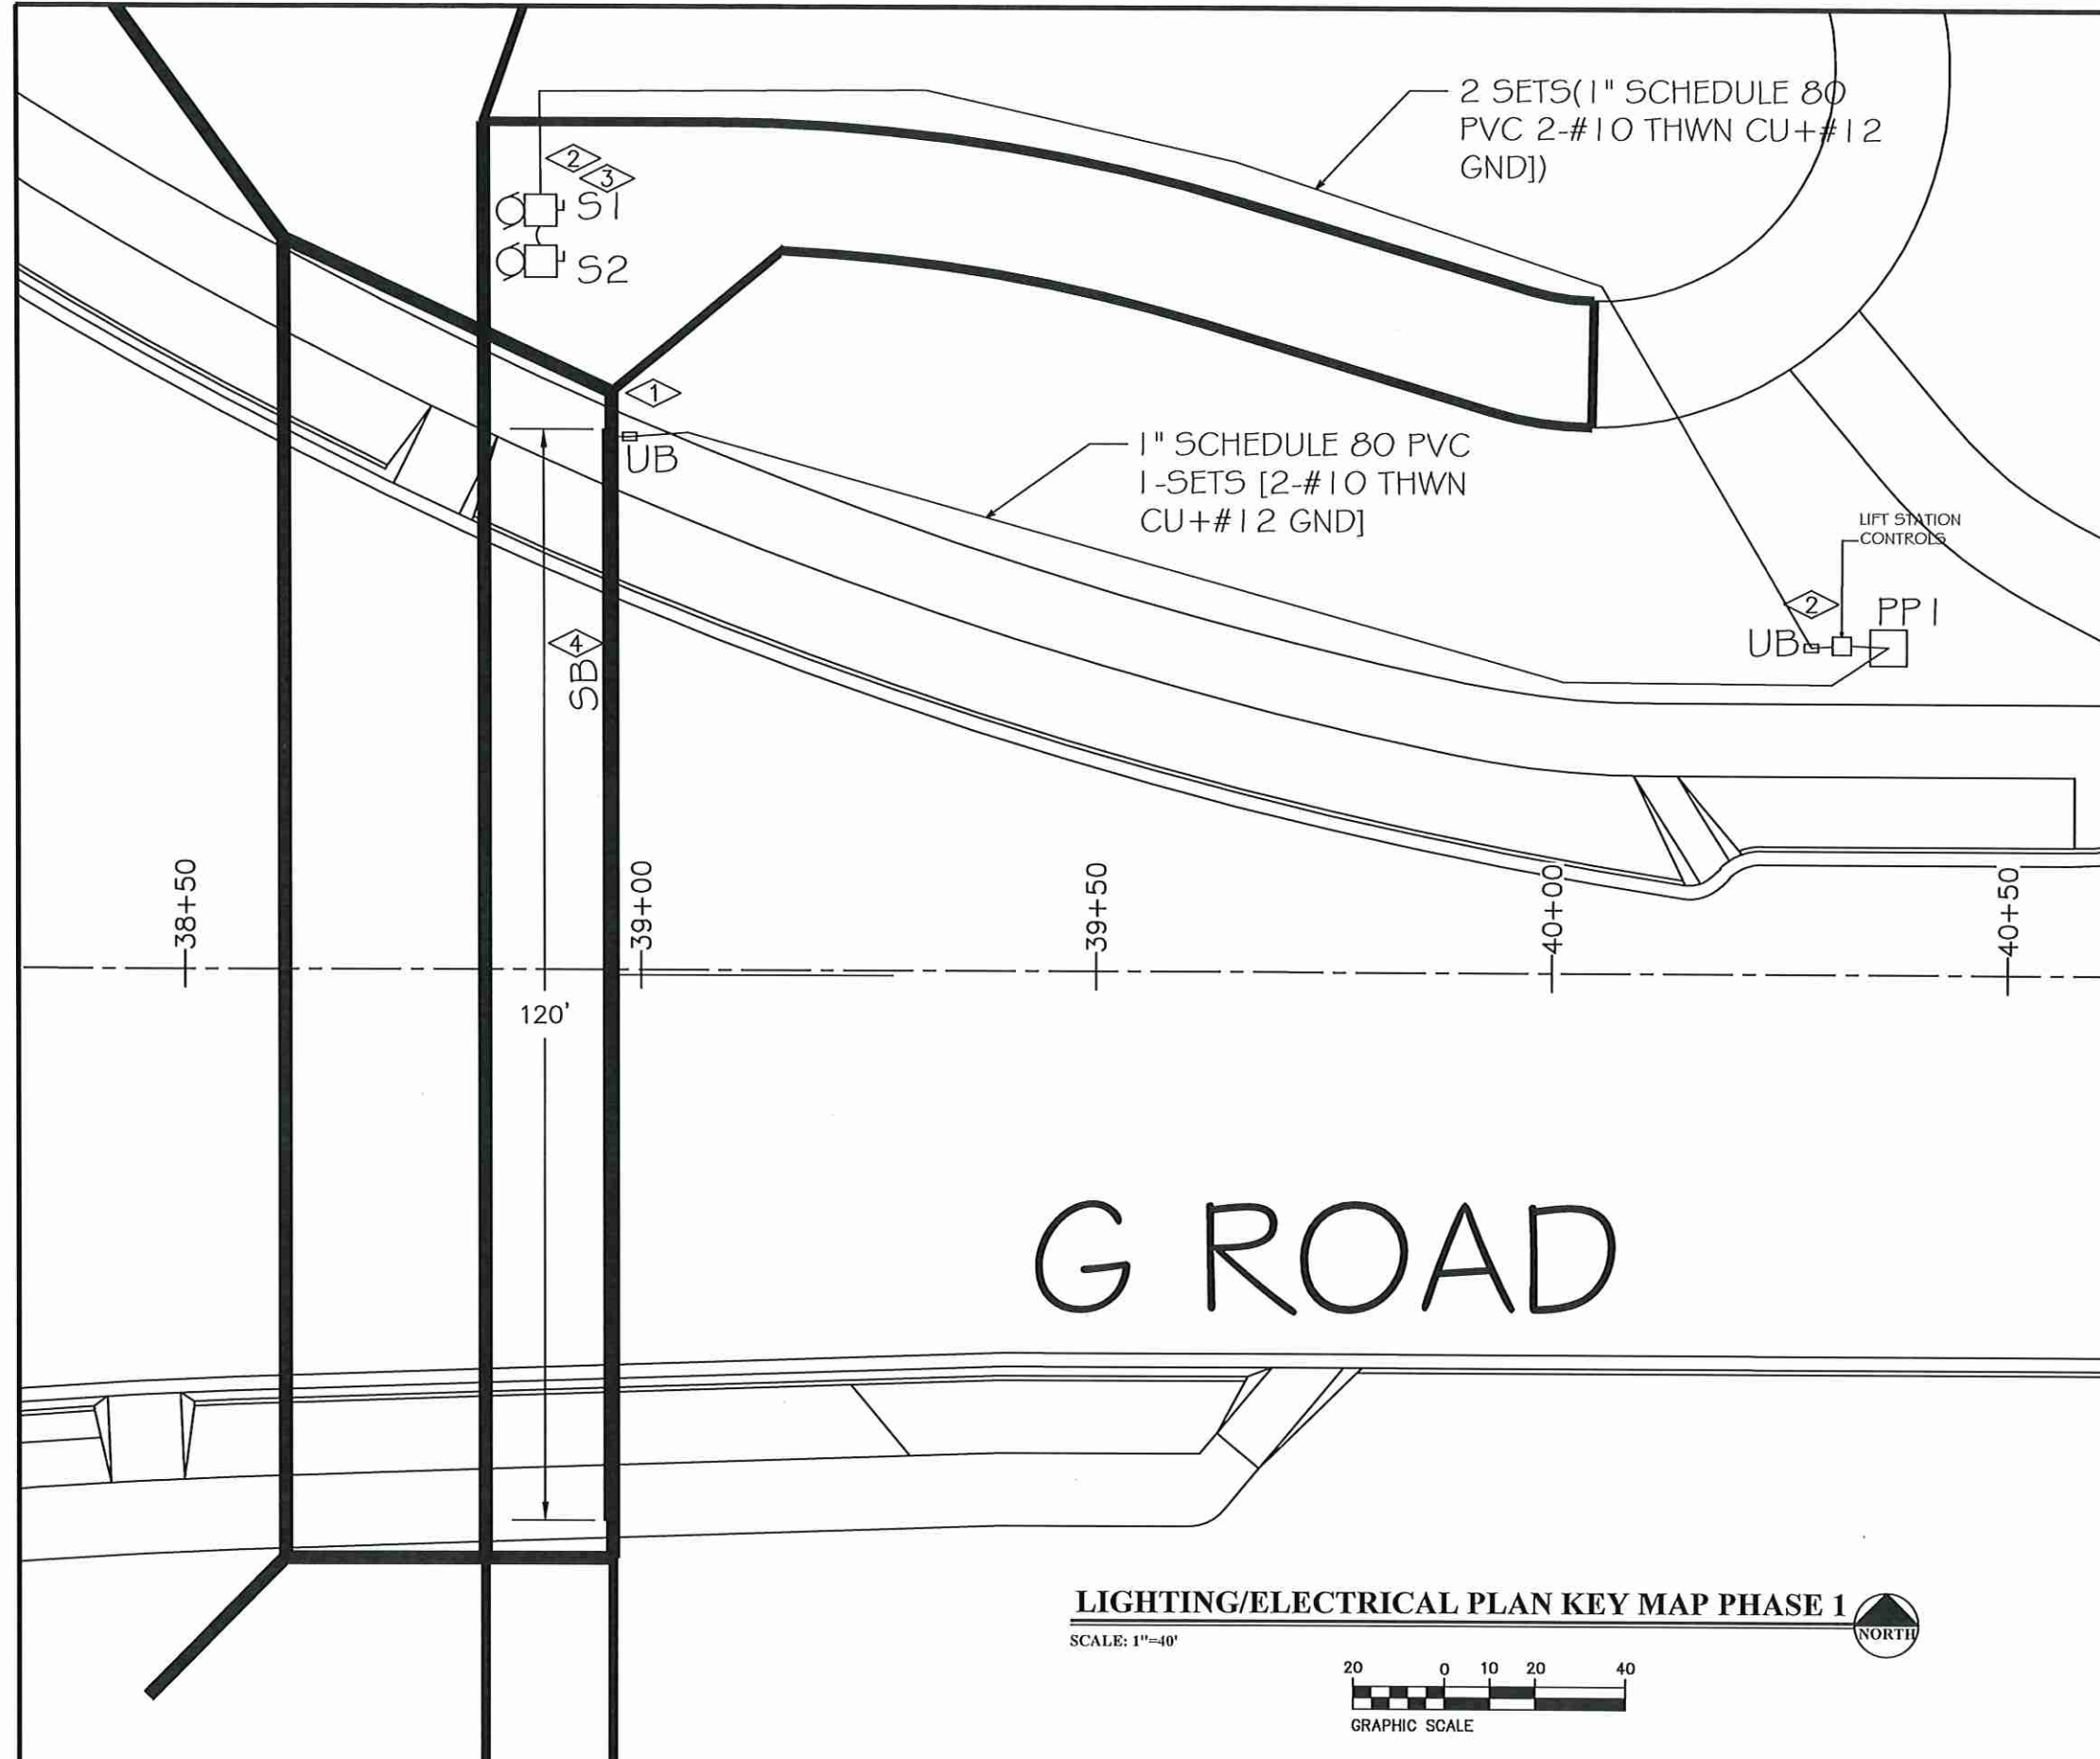 2 SETS(1" SCHEDULE 80
PVC 2-#10 THWN CU+#12
GND])
2
3
S1
S2
1
UB
1" SCHEDULE 80 PVC
1-SETS [2-#10 THWN
CU+#12 GND]
LIFT STATION
CONTROLS
2
PP1
UB
4
SB
38+50
39+00
39+50
40+00
40+50
120'
G ROAD
LIGHTING/ELECTRICAL PLAN KEY MAP PHASE 1
SCALE: 1"=40'
NORTH
20 0 10 20 40
GRAPHIC SCALE